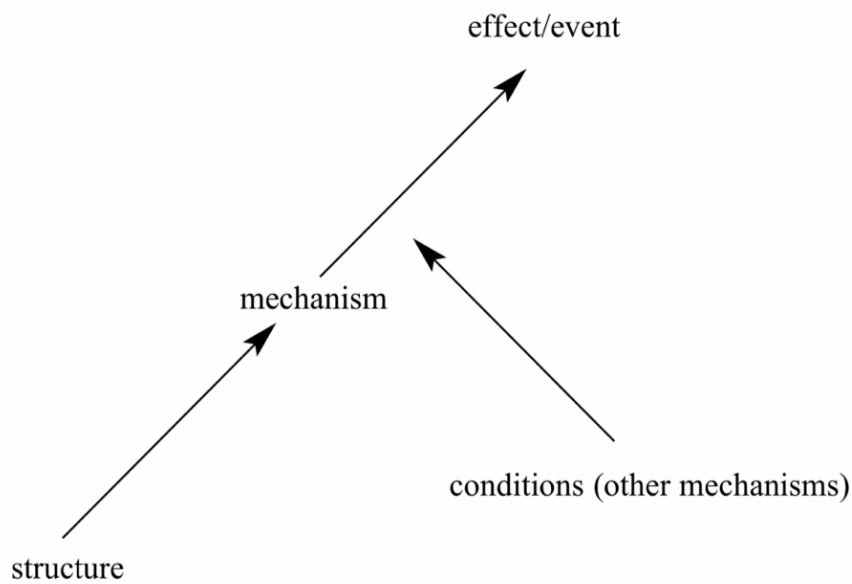 effect/event
mechanism
conditions (other mechanisms)
structure